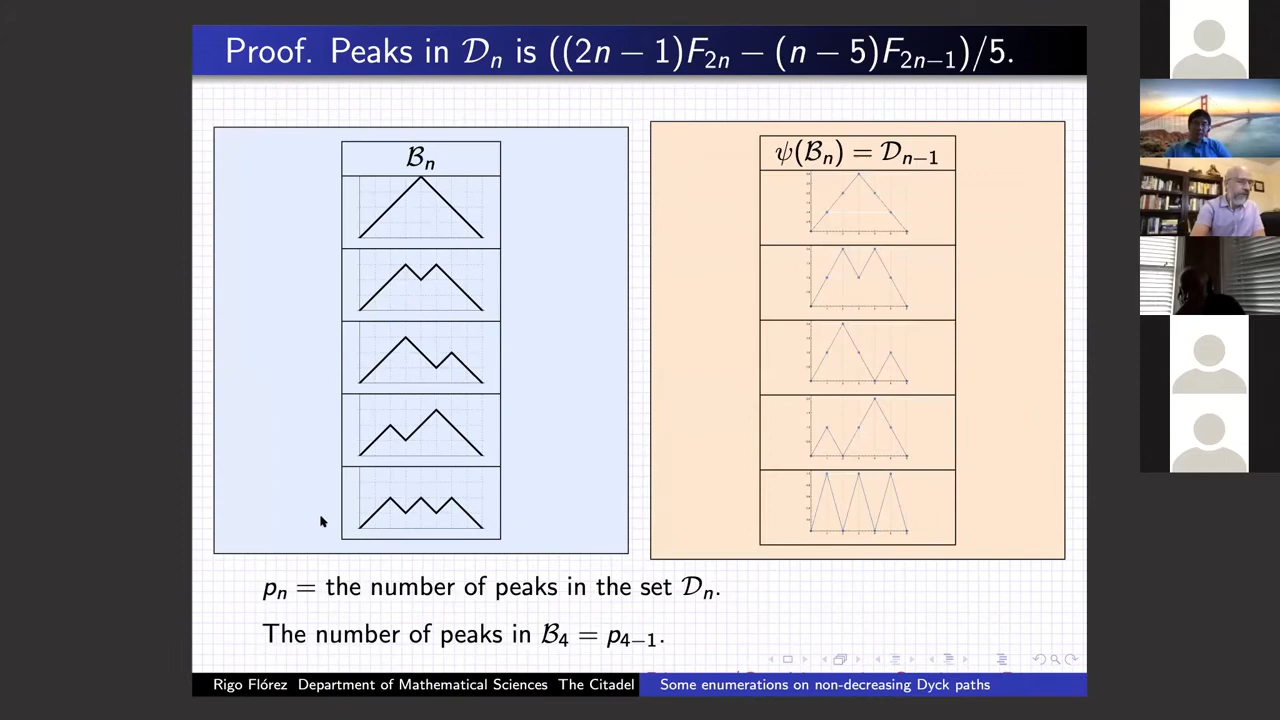 Proof. Peaks in 𝒟ₙ is ((2n − 1)F₂ₙ − (n − 5)F₂ₙ₋₁)/5.
ℬₙ
ψ(ℬₙ) = 𝒟ₙ₋₁
pₙ = the number of peaks in the set 𝒟ₙ.
The number of peaks in ℬ₄ = p₄₋₁.
Rigo Flórez Department of Mathematical Sciences The Citadel
Some enumerations on non-decreasing Dyck paths